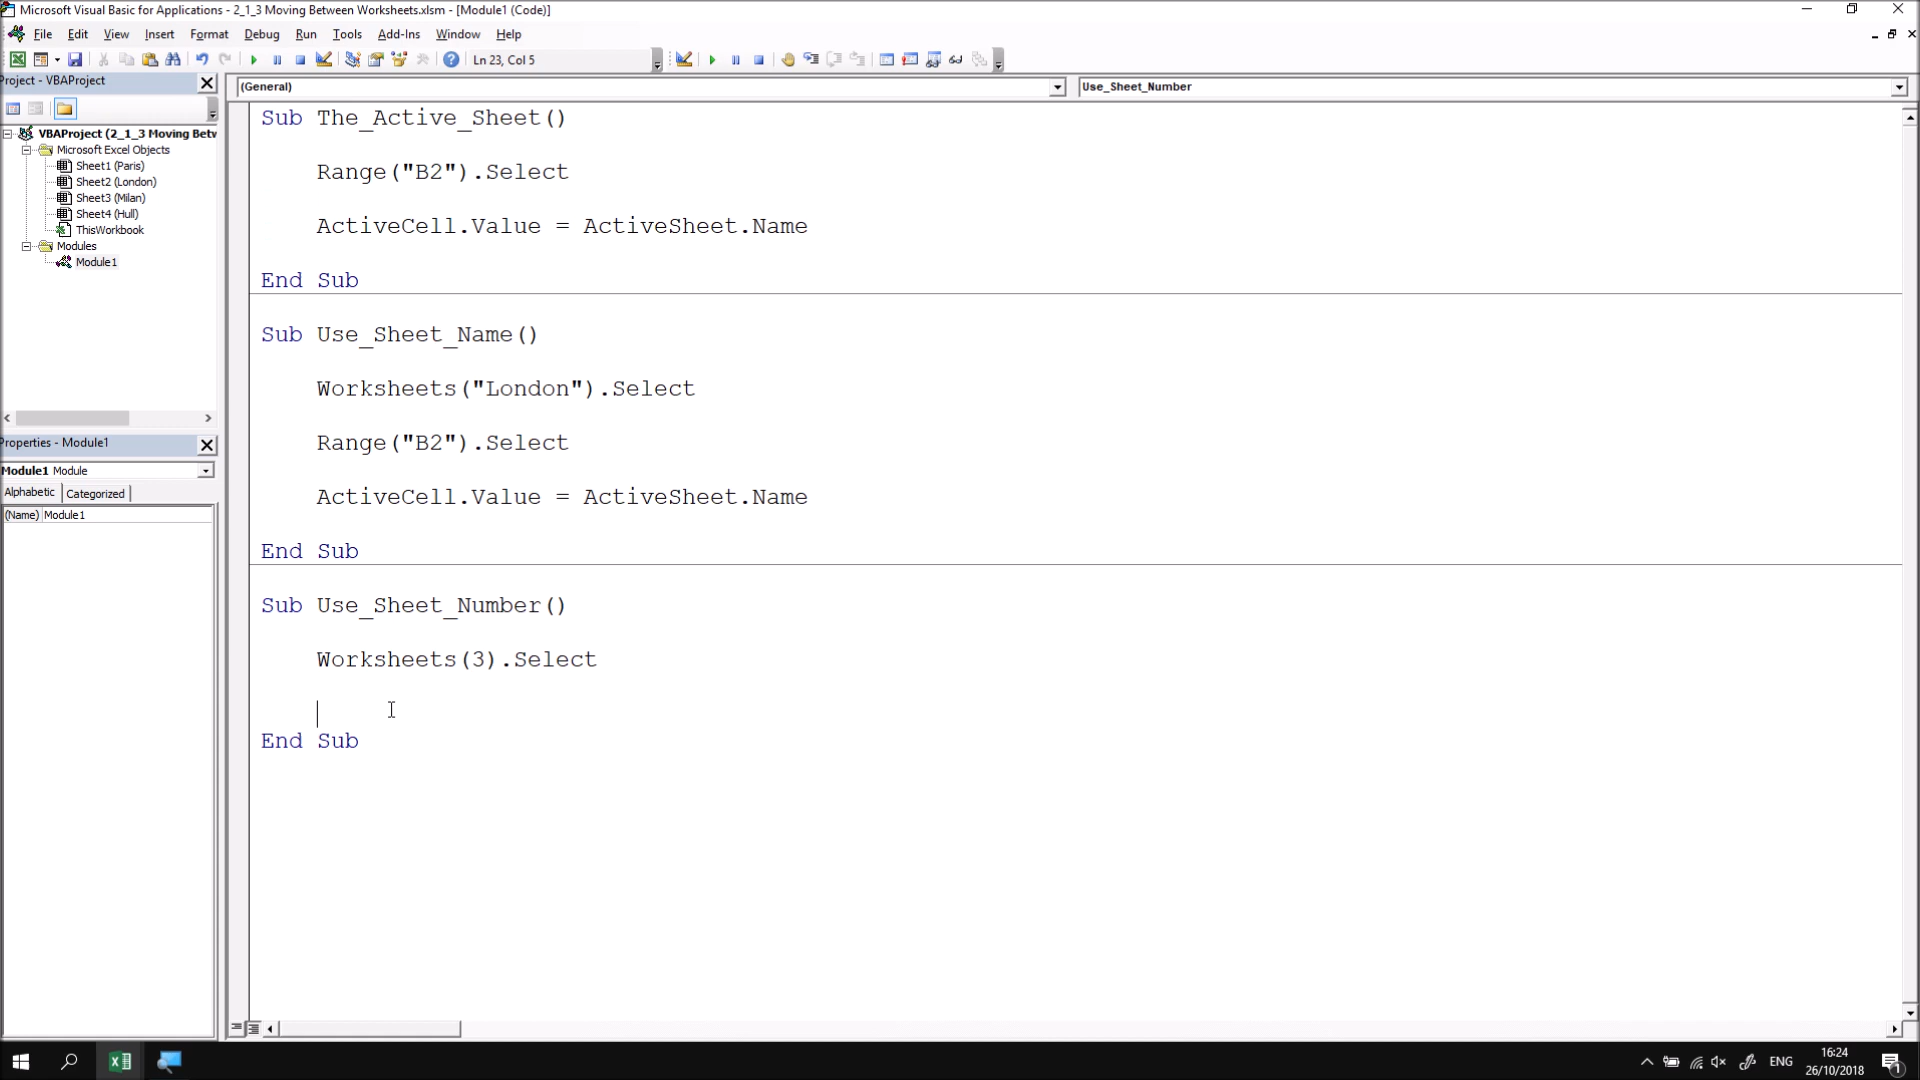 Microsoft Visual Basic for Applications - 2_1_3 Moving Between Worksheets.xlsm - [Module1 (Code)]
File Edit View Insert Format Debug Run Tools Add-Ins Window Help
Ln 23, Col 5
Project - VBAProject
VBAProject (2_1_3 Moving Betw
Microsoft Excel Objects
Sheet1 (Paris)
Sheet2 (London)
Sheet3 (Milan)
Sheet4 (Hull)
ThisWorkbook
Modules
Module1
Properties - Module1
Module1 Module
Alphabetic Categorized
(Name) Module1
(General) Use_Sheet_Number
Sub The_Active_Sheet()
Range("B2").Select
ActiveCell.Value = ActiveSheet.Name
End Sub
Sub Use_Sheet_Name()
Worksheets("London").Select
Range("B2").Select
ActiveCell.Value = ActiveSheet.Name
End Sub
Sub Use_Sheet_Number()
Worksheets(3).Select
End Sub
ENG
16:24
26/10/2018
1